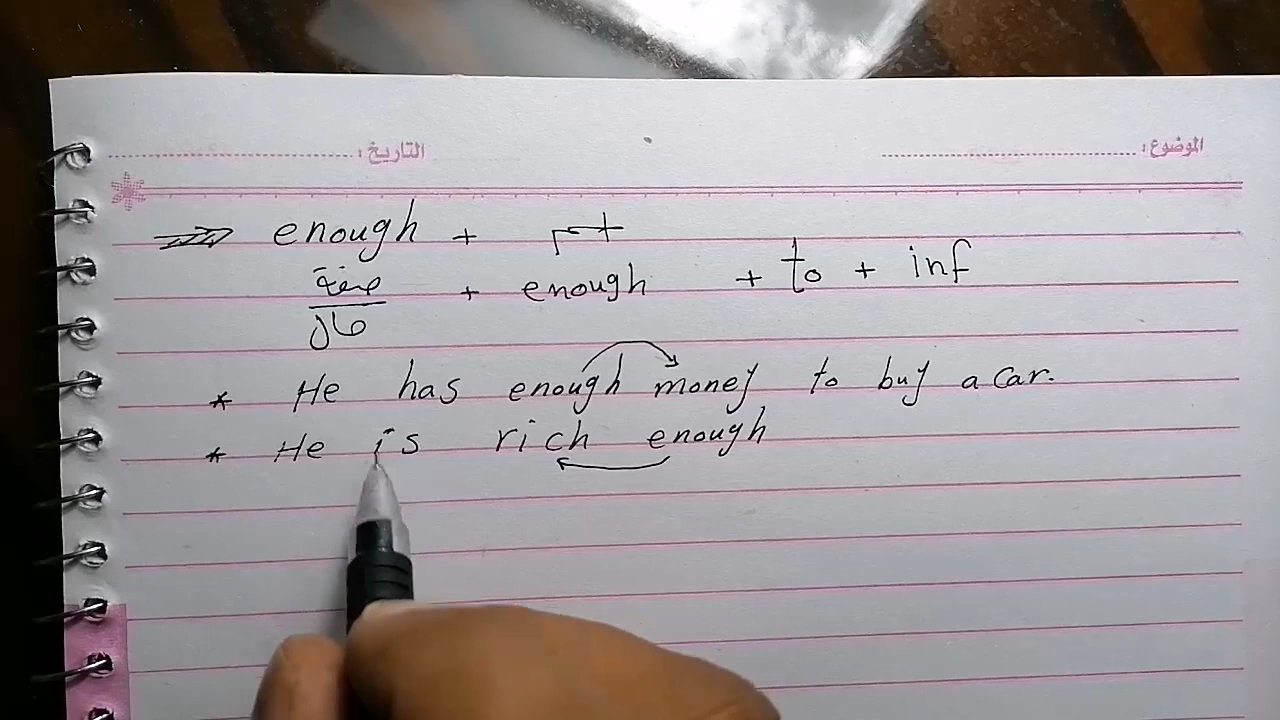 الموضوع: التاريخ:
enough + اسم
صفة + enough + to + inf
حال
* He has enough money to buy a car.
* He is rich enough